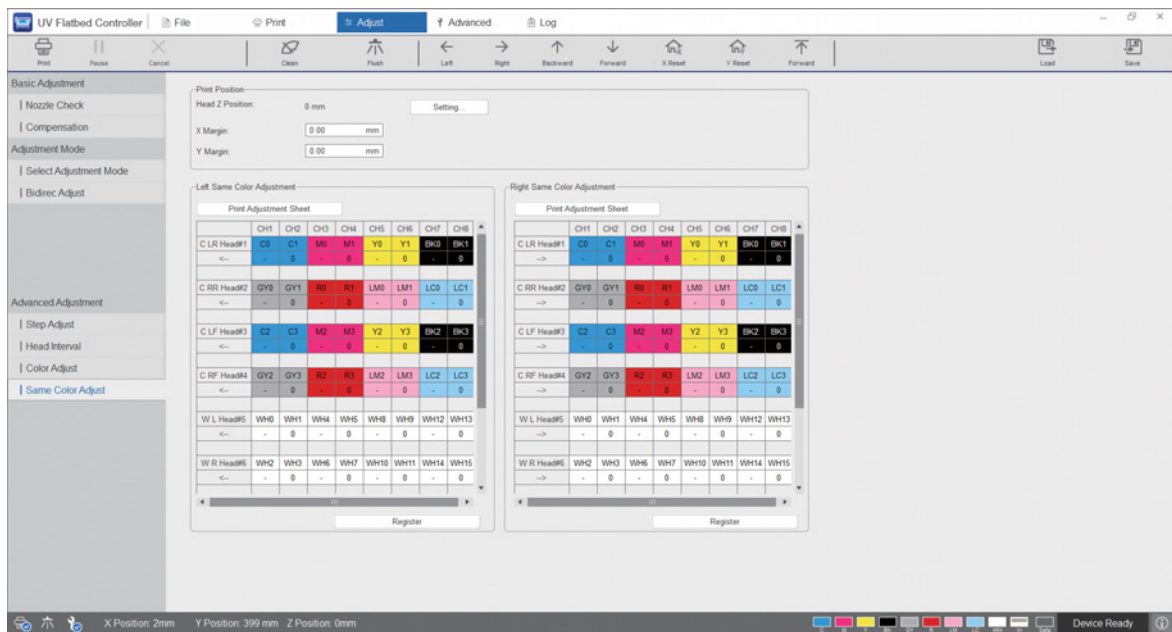 UV Flatbed Controller File Print Adjust Advanced Log
Print Pause Cancel Clean Flush Left Right Backward Forward X Reset Y Reset Forward Load Save
Basic Adjustment
Nozzle Check
Compensation
Adjustment Mode
Select Adjustment Mode
Bidirec Adjust
Advanced Adjustment
Step Adjust
Head Interval
Color Adjust
Same Color Adjust
Print Position
Head Z Position: 0 mm Setting...
X Margin: 0.00 mm
Y Margin: 0.00 mm
Left Same Color Adjustment
Print Adjustment Sheet
CH1 CH2 CH3 CH4 CH5 CH6 CH7 CH8
C LR Head#1 C0 C1 M0 M1 Y0 Y1 BK0 BK1
<-- - 0 - 0 - 0 - 0
C RR Head#2 GY0 GY1 R0 R1 LM0 LM1 LC0 LC1
<-- - 0 - 0 - 0 - 0
C LF Head#3 C2 C3 M2 M3 Y2 Y3 BK2 BK3
<-- - 0 - 0 - 0 - 0
C RF Head#4 GY2 GY3 R2 R3 LM2 LM3 LC2 LC3
<-- - 0 - 0 - 0 - 0
W L Head#5 WH0 WH1 WH4 WH5 WH8 WH9 WH12 WH13
<-- - 0 - 0 - 0 - 0
W R Head#6 WH2 WH3 WH6 WH7 WH10 WH11 WH14 WH15
<-- - 0 - 0 - 0 - 0
Register
Right Same Color Adjustment
Print Adjustment Sheet
CH1 CH2 CH3 CH4 CH5 CH6 CH7 CH8
C LR Head#1 C0 C1 M0 M1 Y0 Y1 BK0 BK1
--> - 0 - 0 - 0 - 0
C RR Head#2 GY0 GY1 R0 R1 LM0 LM1 LC0 LC1
--> - 0 - 0 - 0 - 0
C LF Head#3 C2 C3 M2 M3 Y2 Y3 BK2 BK3
--> - 0 - 0 - 0 - 0
C RF Head#4 GY2 GY3 R2 R3 LM2 LM3 LC2 LC3
--> - 0 - 0 - 0 - 0
W L Head#5 WH0 WH1 WH4 WH5 WH8 WH9 WH12 WH13
--> - 0 - 0 - 0 - 0
W R Head#6 WH2 WH3 WH6 WH7 WH10 WH11 WH14 WH15
--> - 0 - 0 - 0 - 0
Register
X Position: 2mm Y Position: 399 mm Z Position: 0mm C M Y BK GY R LM LC Device Ready